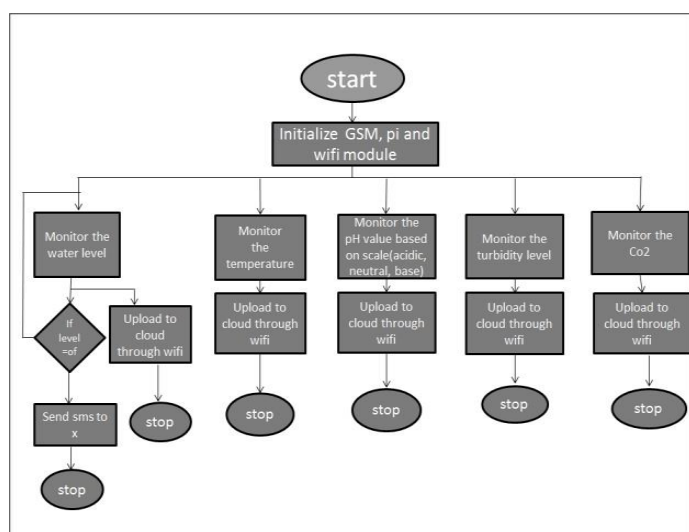 start
Initialize GSM, pi and
wifi module
Monitor the
water level
Monitor
the
temperature
Monitor the
pH value based
on scale(acidic,
neutral, base)
Monitor the
turbidity level
Monitor the
Co2
If
level
=of
Upload to
cloud
through wifi
Upload to
cloud through
wifi
Upload to
cloud through
wifi
Upload to
cloud through
wifi
Upload to
cloud through
wifi
Send sms to
x
stop
stop
stop
stop
stop
stop